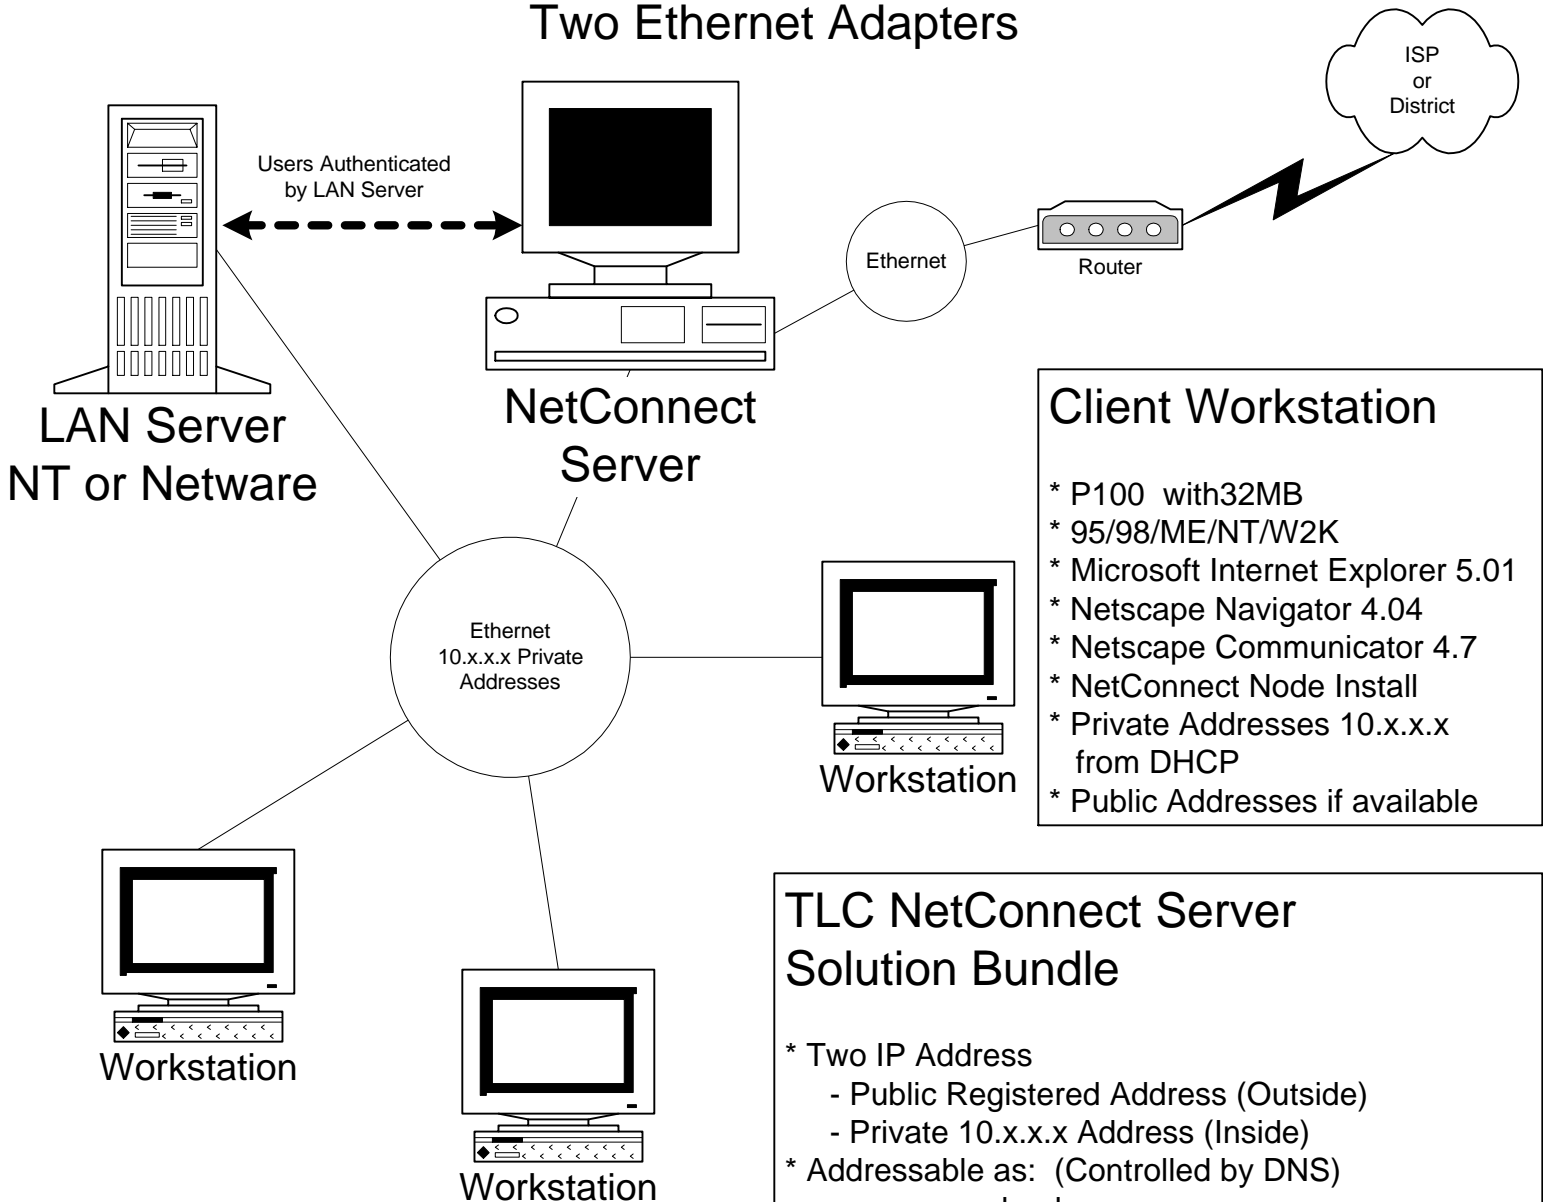 Two Ethernet Adapters
ISP
or
District
Users Authenticated
by LAN Server
Ethernet
Router
LAN Server
NT or Netware
NetConnect
Server
Client Workstation
* P100  with32MB
* 95/98/ME/NT/W2K
* Microsoft Internet Explorer 5.01
* Netscape Navigator 4.04
* Netscape Communicator 4.7
* NetConnect Node Install
* Private Addresses 10.x.x.x
from DHCP
* Public Addresses if available
Ethernet
10.x.x.x Private
Addresses
Workstation
Workstation
Workstation
TLC NetConnect Server
Solution Bundle
* Two IP Address
- Public Registered Address (Outside)
- Private 10.x.x.x Address (Inside)
* Addressable as:  (Controlled by DNS)